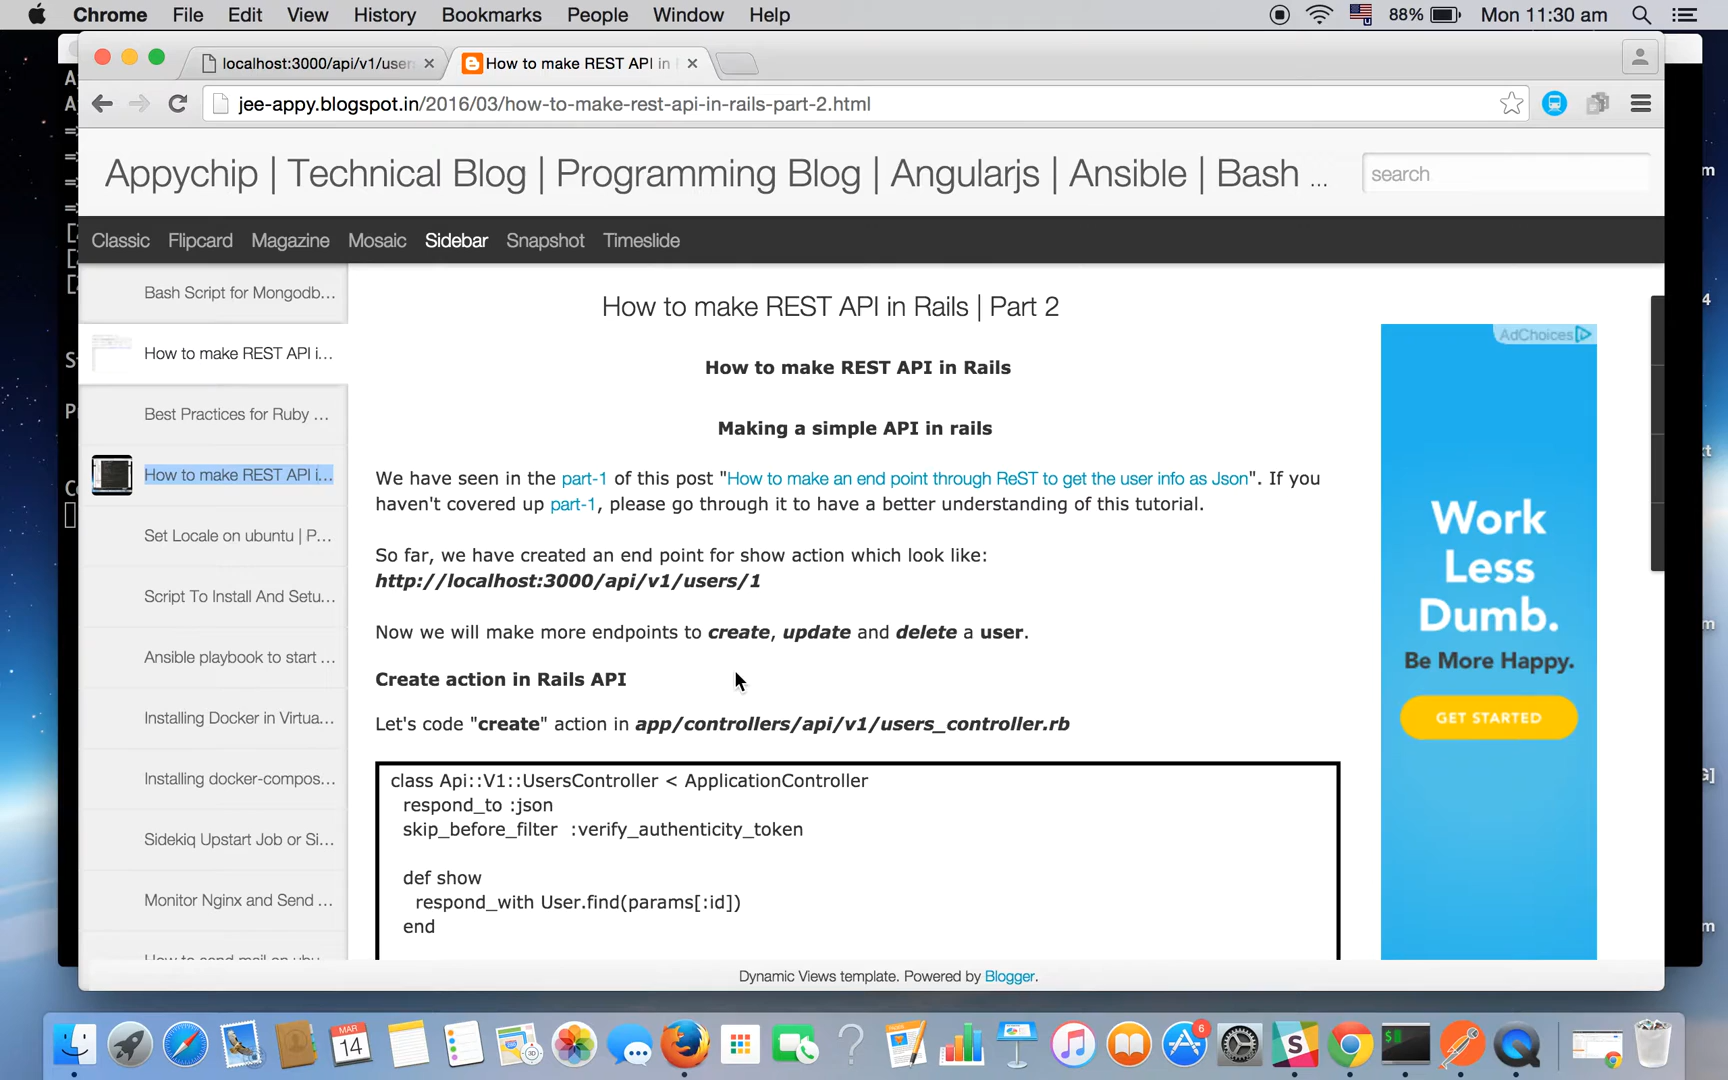 Chrome File Edit View History Bookmarks People Window Help 88% Mon 11:30 am
localhost:3000/api/v1/user How to make REST API in
jee-appy.blogspot.in/2016/03/how-to-make-rest-api-in-rails-part-2.html
Appychip | Technical Blog | Programming Blog | Angularjs | Ansible | Bash ... search
Classic Flipcard Magazine Mosaic Sidebar Snapshot Timeslide
Bash Script for Mongodb...
How to make REST API i...
Best Practices for Ruby ...
How to make REST API i...
Set Locale on ubuntu | P...
Script To Install And Setu...
Ansible playbook to start ...
Installing Docker in Virtua...
Installing docker-compos...
Sidekiq Upstart Job or Si...
Monitor Nginx and Send ...
How to make REST API in Rails | Part 2
How to make REST API in Rails
Making a simple API in rails
We have seen in the part-1 of this post "How to make an end point through ReST to get the user info as Json". If you
haven't covered up part-1, please go through it to have a better understanding of this tutorial.
So far, we have created an end point for show action which look like:
http://localhost:3000/api/v1/users/1
Now we will make more endpoints to create, update and delete a user.
Create action in Rails API
Let's code "create" action in app/controllers/api/v1/users_controller.rb
class Api::V1::UsersController < ApplicationController
respond_to :json
skip_before_filter :verify_authenticity_token
def show
respond_with User.find(params[:id])
end
AdChoices
Work
Less
Dumb.
Be More Happy.
GET STARTED
Dynamic Views template. Powered by Blogger.
MAR
14
3D
6